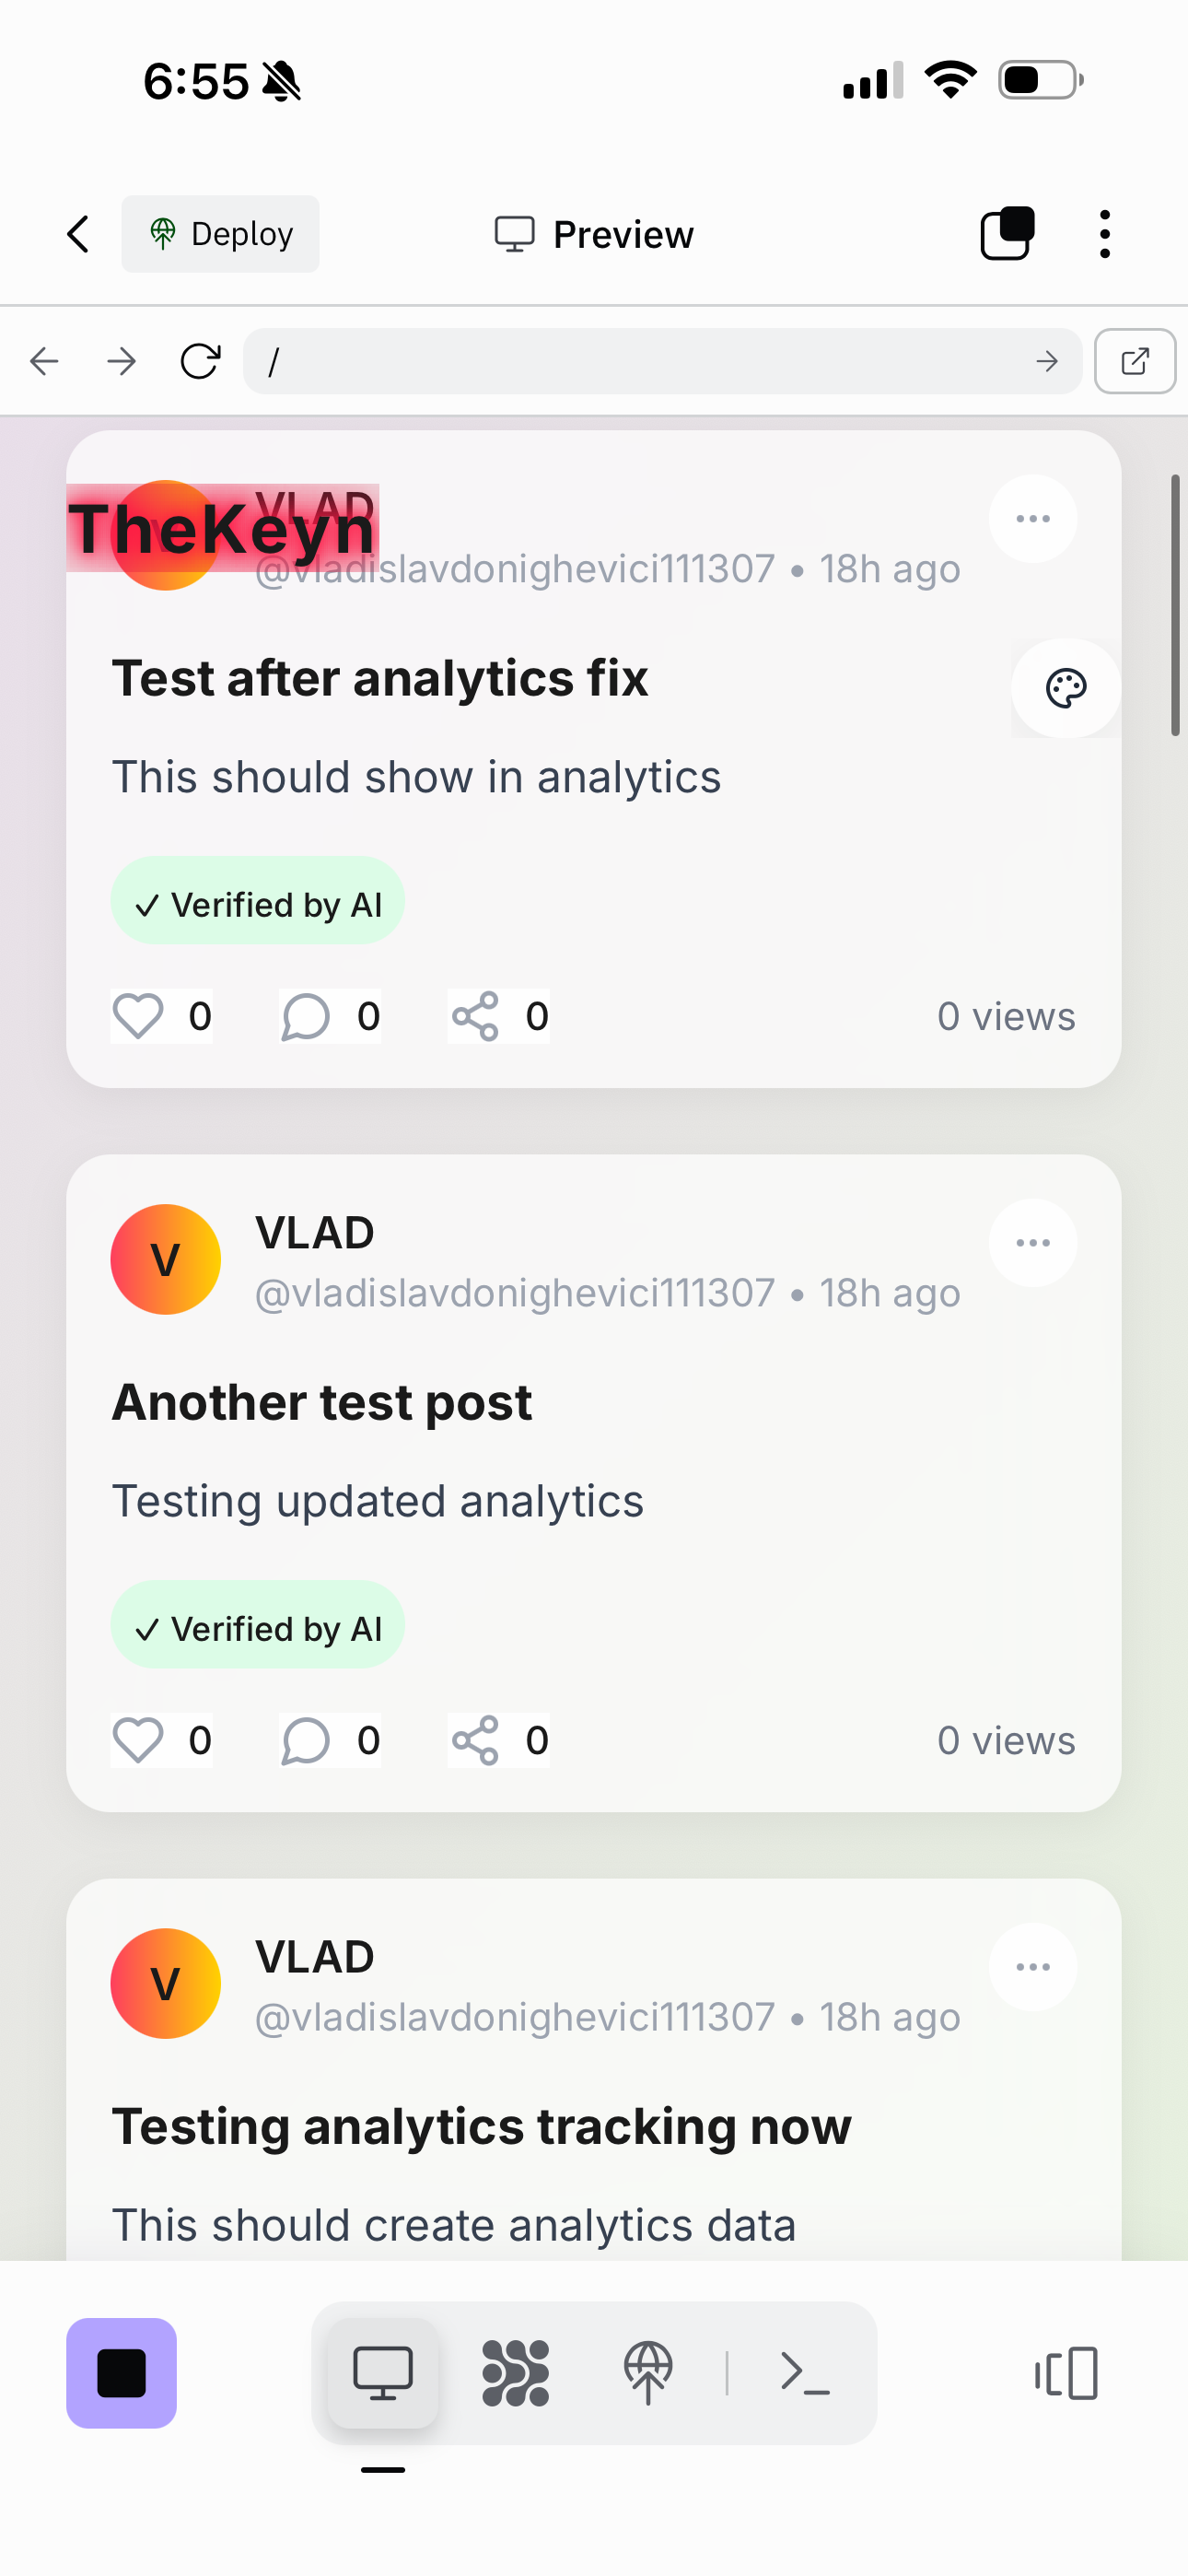 6:55
Deploy
Preview
/
TheKeyn
VLAD
@vladislavdonighevici111307 • 18h ago
Test after analytics fix
This should show in analytics
✓ Verified by AI
0 0 0 0 views
V
VLAD
@vladislavdonighevici111307 • 18h ago
Another test post
Testing updated analytics
✓ Verified by AI
0 0 0 0 views
V
VLAD
@vladislavdonighevici111307 • 18h ago
Testing analytics tracking now
This should create analytics data